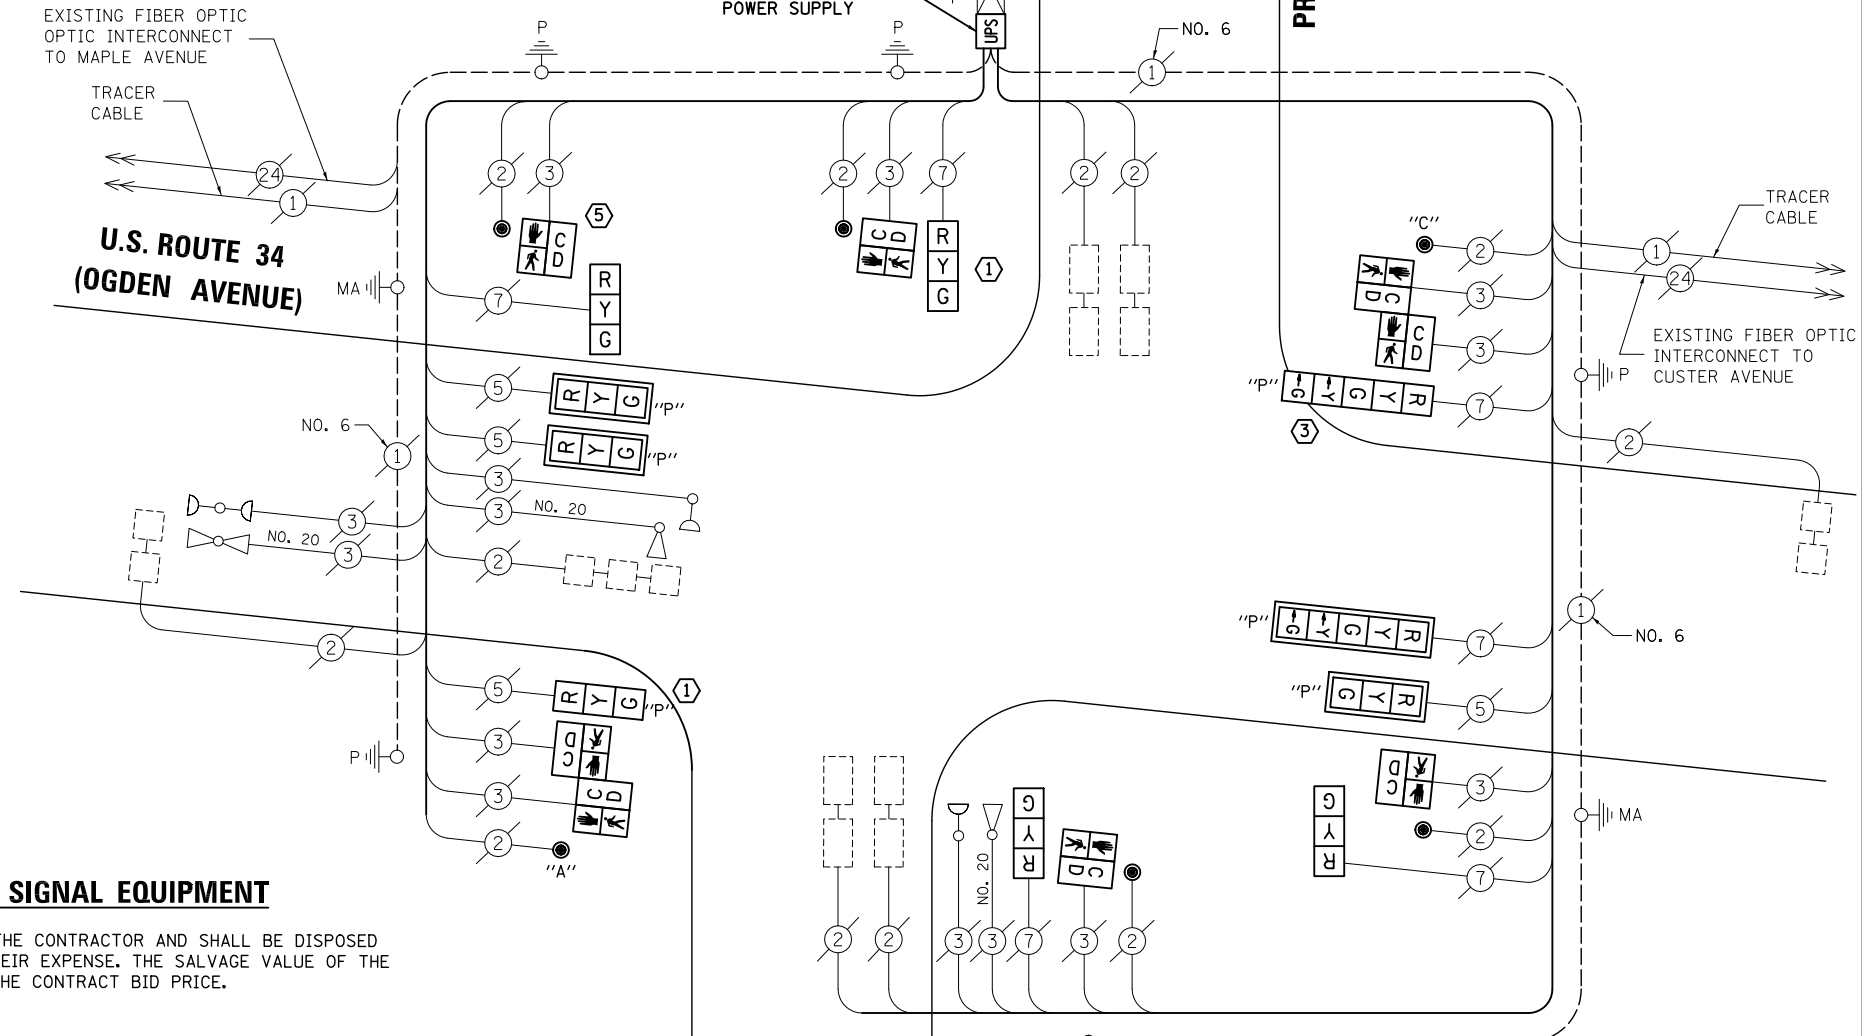 EXISTING FIBER OPTIC
OPTIC INTERCONNECT
TO MAPLE AVENUE
TRACER
CABLE
POWER SUPPLY
UPS
PR
P
P
NO. 6
1
24
1
U.S. ROUTE 34
(OGDEN AVENUE)
MA
2
3
5
C
D
7
R
Y
G
2
3
7
C D
R
Y
G
1
2
2
"C"
2
3
C
D
3
C
D
"P"
G Y G Y R
7
3
TRACER
CABLE
1
24
EXISTING FIBER OPTIC
INTERCONNECT TO
CUSTER AVENUE
P
2
NO. 6
1
5
R Y G
"P"
5
R Y G
"P"
3
3
NO. 20
3
NO. 20
3
2
2
5
R Y G
"P"
1
3
C D
3
C D
2
"A"
P
"P"
G Y G Y R
7
"P"
G Y R
5
1
NO. 6
C D
3
2
G
Y
R
7
MA
G
Y
R
C
D
NO. 20
2
2
3
3
7
3
2
SIGNAL EQUIPMENT
THE CONTRACTOR AND SHALL BE DISPOSED
EIR EXPENSE. THE SALVAGE VALUE OF THE
HE CONTRACT BID PRICE.